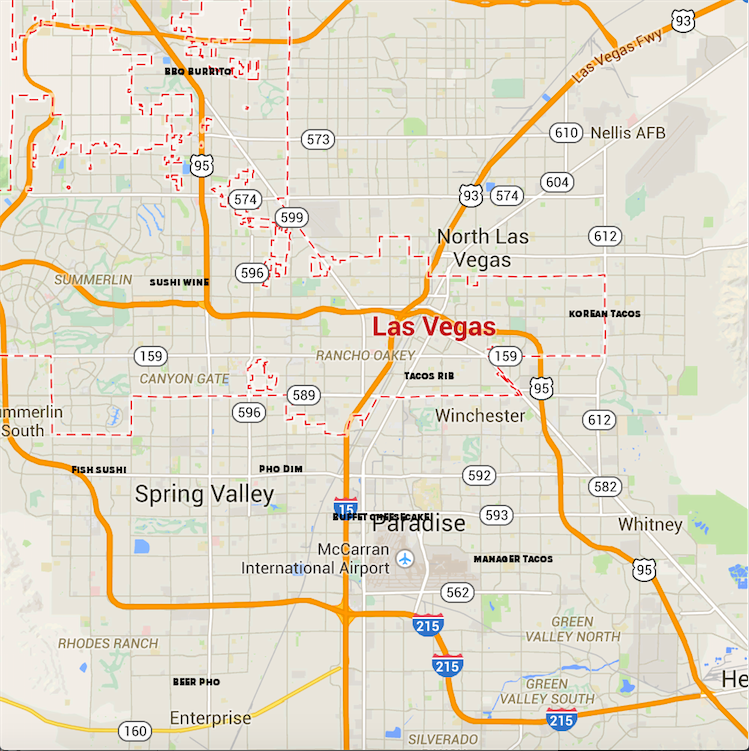 93
Las Vegas Fwy
BBQ BURRITO
573
610
Nellis AFB
95
604
574
93
574
599
612
North Las
Vegas
596
SUMMERLIN
SUSHI WINE
KOREAN TACOS
Las Vegas
159
RANCHO OAKEY
159
CANYON GATE
TACOS RIB
95
589
596
ummerlin
South
Winchester
612
FISH SUSHI
PHO DIM
592
Spring Valley
582
15
BUFFET CHEESECAKE
593
Paradise
Whitney
McCarran
International Airport
MANAGER TACOS
95
562
215
GREEN
VALLEY NORTH
RHODES RANCH
215
BEER PHO
He
GREEN
VALLEY SOUTH
Enterprise
215
160
SILVERADO